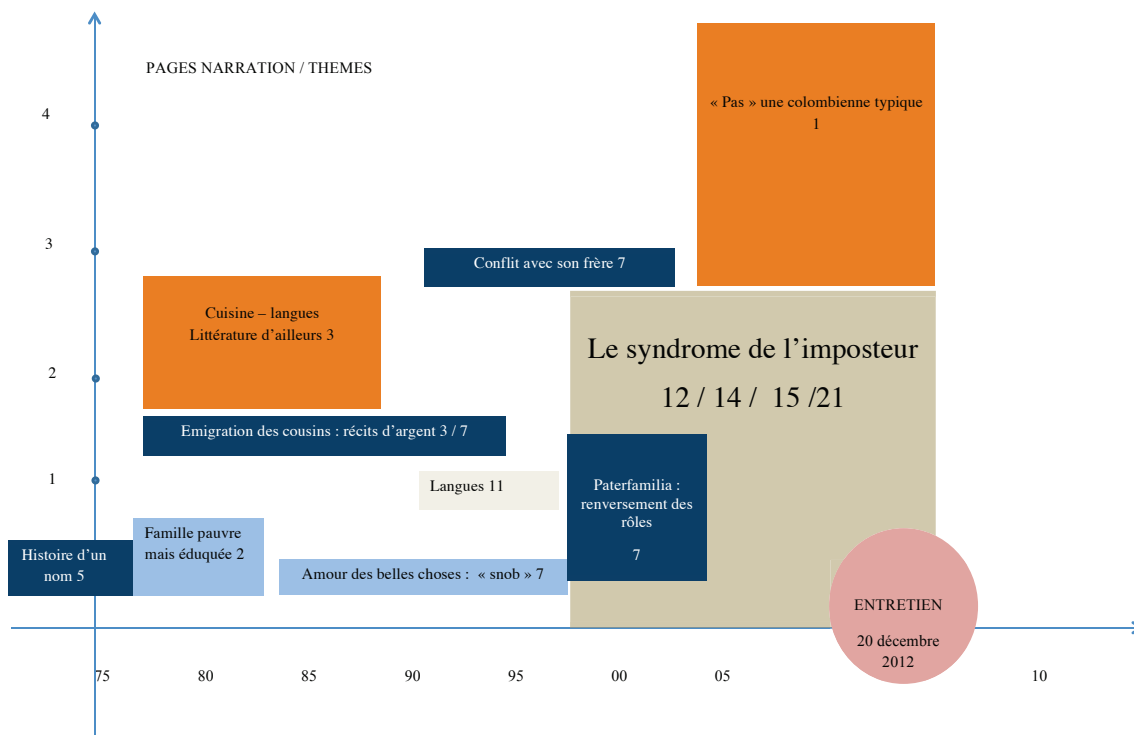 PAGES NARRATION / THEMES
« Pas » une colombienne typique
1
4
3
Conflit avec son frère 7
Cuisine – langues
Littérature d’ailleurs 3
Le syndrome de l’imposteur
12 / 14 / 15 /21
2
Emigration des cousins : récits d’argent 3 / 7
1
Langues 11
Paterfamilia :
renversement des
rôles
7
Famille pauvre
mais éduquée 2
Histoire d’un
nom 5
Amour des belles choses : « snob » 7
ENTRETIEN
20 décembre
2012
75 80 85 90 95 00 05 10